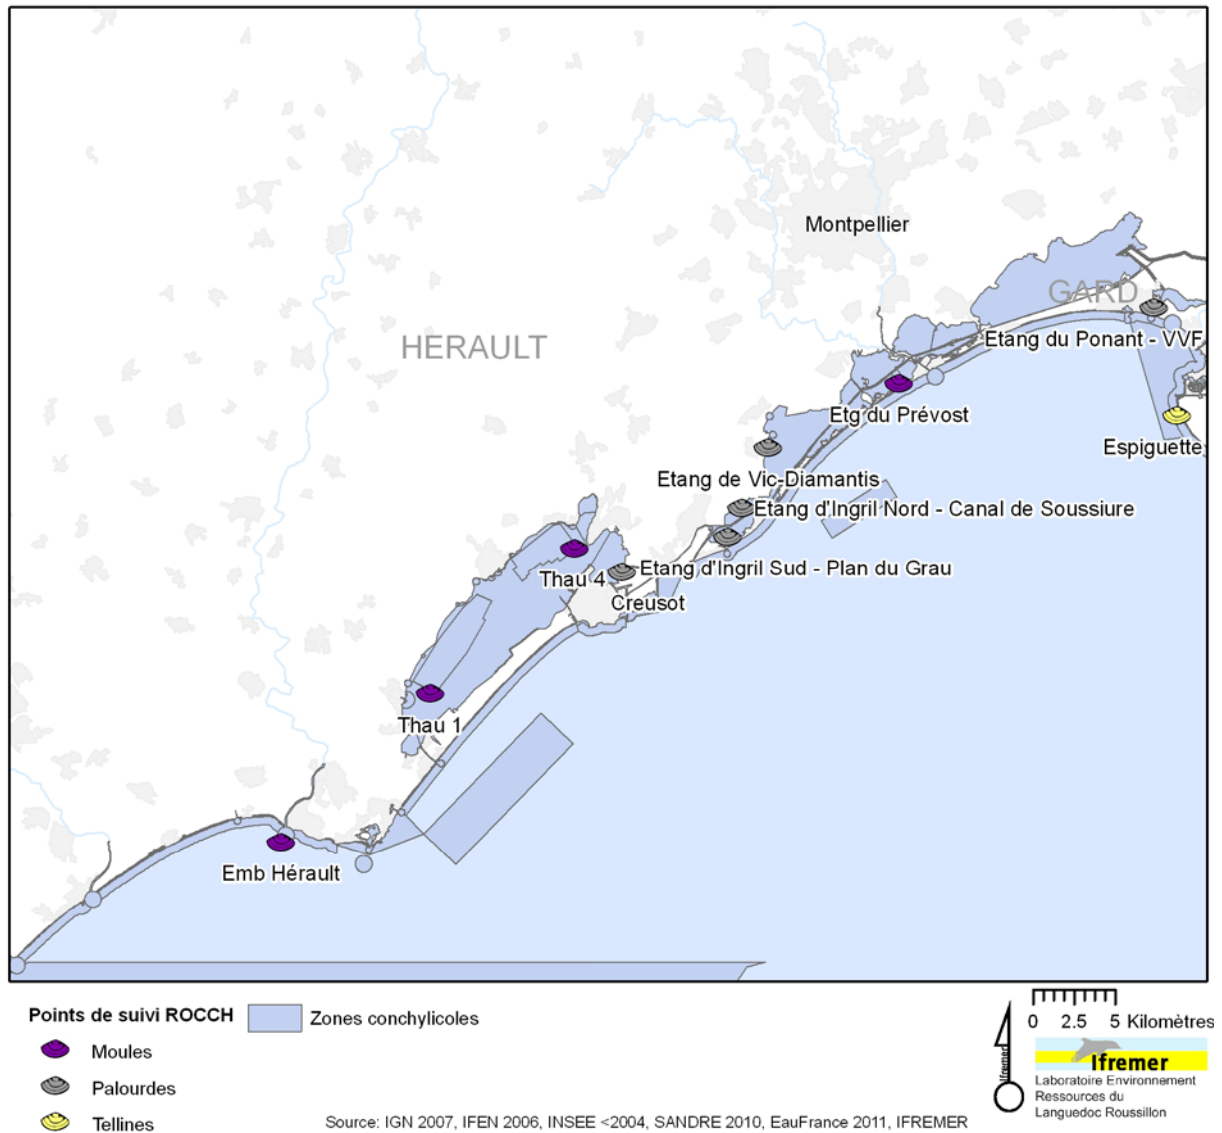 Montpellier
GARD
HERAULT
Etang du Ponant - VVF
Etg du Prévost
Espiguette
Etang de Vic-Diamantis
Etang d'Ingril Nord - Canal de Soussiure
Etang d'Ingril Sud - Plan du Grau
Thau 4
Creusot
Thau 1
Emb Hérault
Points de suivi ROCCH
Zones conchylicoles
Moules
Palourdes
Tellines
0 2.5 5 Kilomètres
Ifremer
Ifremer
Laboratoire Environnement
Ressources du
Languedoc Roussillon
Source: IGN 2007, IFEN 2006, INSEE <2004, SANDRE 2010, EauFrance 2011, IFREMER